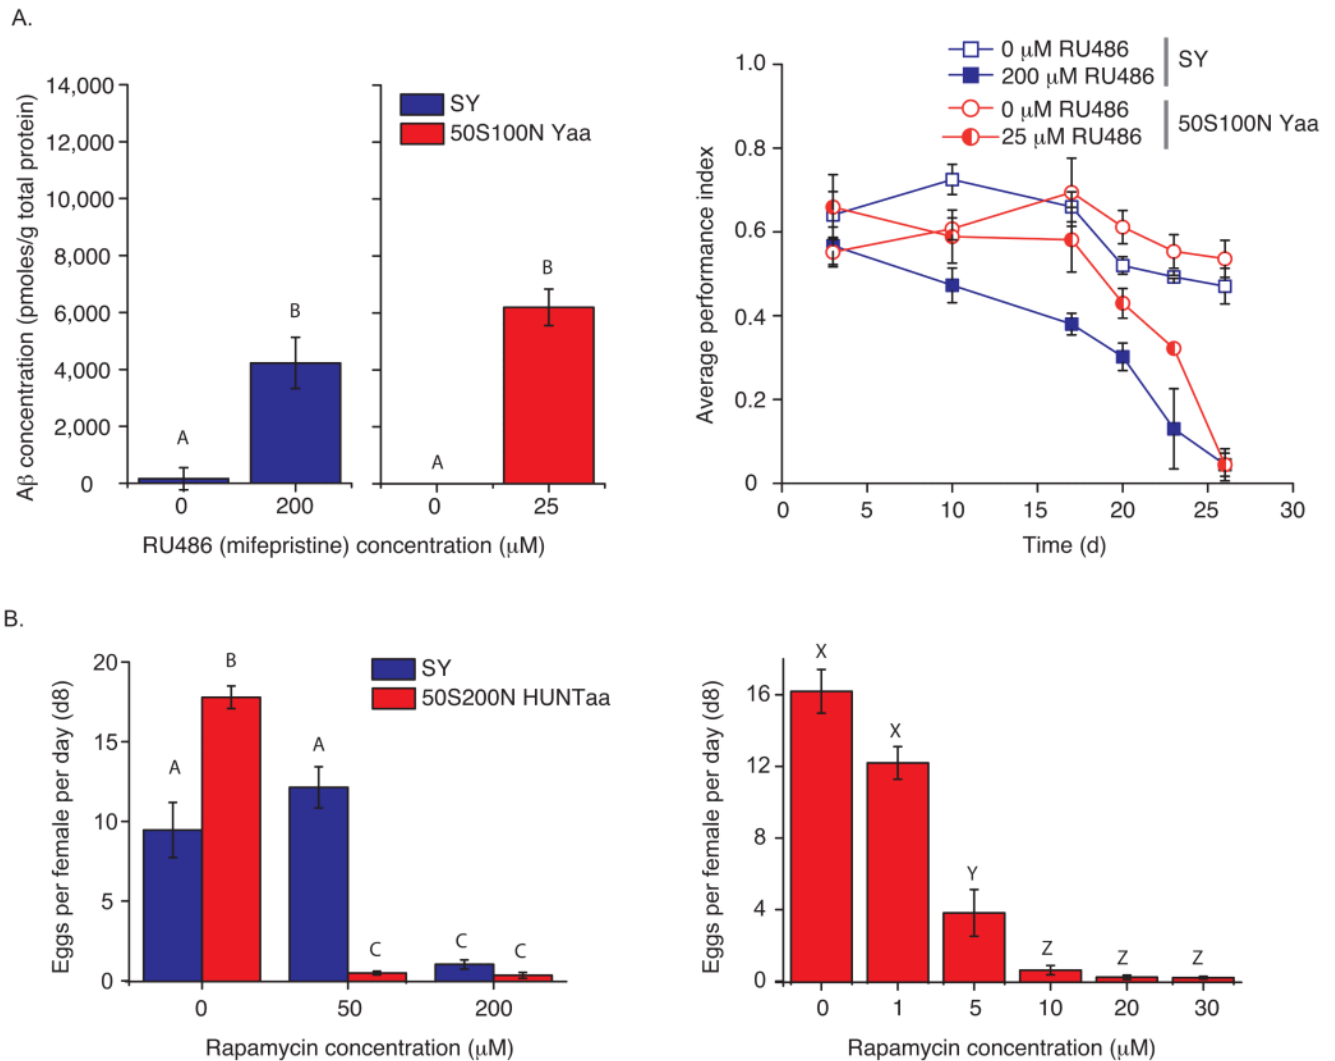 A.
Aβ concentration (pmoles/g total protein)
14,000
12,000
10,000
8,000
6,000
4,000
2,000
0
SY
50S100N Yaa
A
B
A
B
0
200
0
25
RU486 (mifepristine) concentration (μM)
0 μM RU486
200 μM RU486
SY
0 μM RU486
25 μM RU486
50S100N Yaa
Average performance index
1.0
0.8
0.6
0.4
0.2
0
0
5
10
15
20
25
30
Time (d)
B.
Eggs per female per day (d8)
20
15
10
5
0
SY
50S200N HUNTaa
A
B
A
C
C
C
0
50
200
Rapamycin concentration (μM)
Eggs per female per day (d8)
16
12
8
4
0
X
X
Y
Z
Z
Z
0
1
5
10
20
30
Rapamycin concentration (μM)